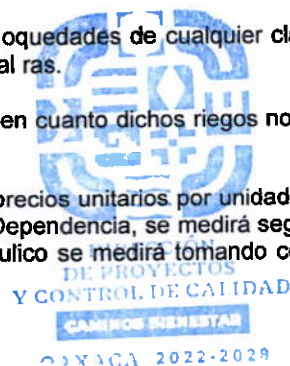 oquedades de cualquier cla
al ras.
en cuanto dichos riegos no
precios unitarios por unidad
Dependencia, se medirá seg
ulico se medirá tomando c
DE PROYECTOS
Y CONTROL DE CALIDAD
CAMINOS BIENESTAR
OAXACA 2022-2028